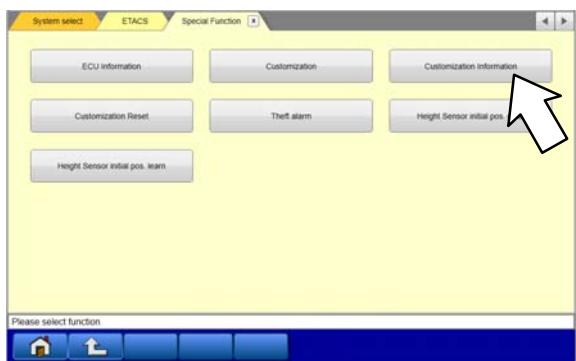 System select
ETACS
Special Function
ECU Information
Customization
Customization Information
Customization Reset
Theft alarm
Height Sensor initial pos.
Height Sensor initial pos. learn
Please select function